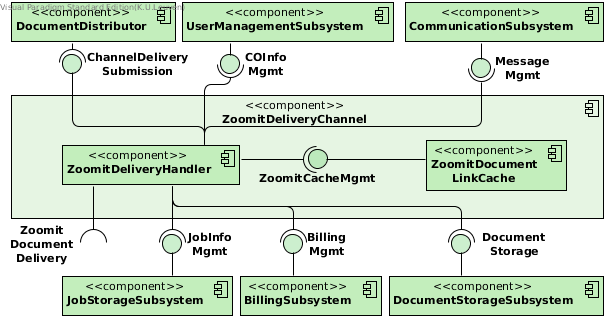 Visual Paradigm Standard Edition(K.U.Leuven)
<<component>>
DocumentDistributor
<<component>>
UserManagementSubsystem
<<component>>
CommunicationSubsystem
ChannelDelivery
Submission
COInfo
Mgmt
Message
Mgmt
<<component>>
ZoomitDeliveryChannel
<<component>>
ZoomitDeliveryHandler
ZoomitCacheMgmt
<<component>>
ZoomitDocument
LinkCache
Zoomit
Document
Delivery
JobInfo
Mgmt
Billing
Mgmt
Document
Storage
<<component>>
JobStorageSubsystem
<<component>>
BillingSubsystem
<<component>>
DocumentStorageSubsystem